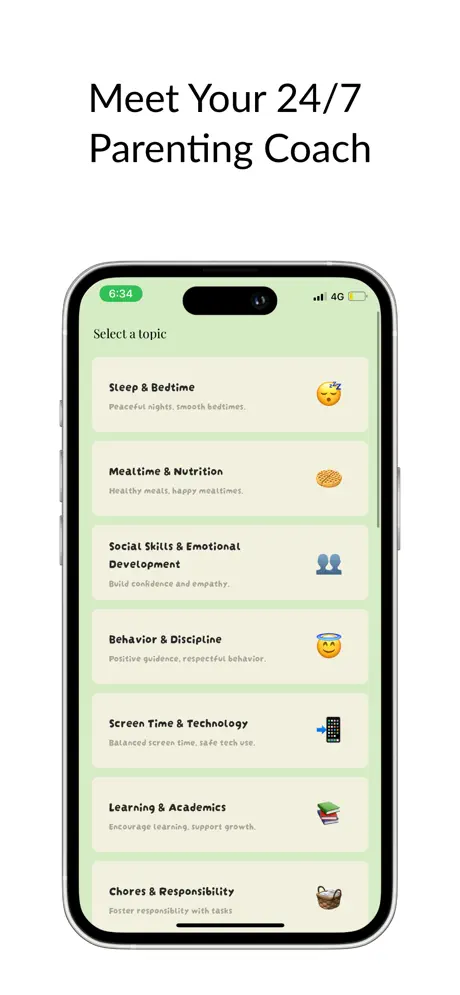 Meet Your 24/7
Parenting Coach
6:34
4G
Select a topic
Sleep & Bedtime
Peaceful nights, smooth bedtimes.
Mealtime & Nutrition
Healthy meals, happy mealtimes.
Social Skills & Emotional
Development
Build confidence and empathy.
Behavior & Discipline
Positive guidence, respectful behavior.
Screen Time & Technology
Balanced screen time, safe tech use.
Learning & Academics
Encourage learning, support growth.
Chores & Responsibility
Foster responsiblity with tasks